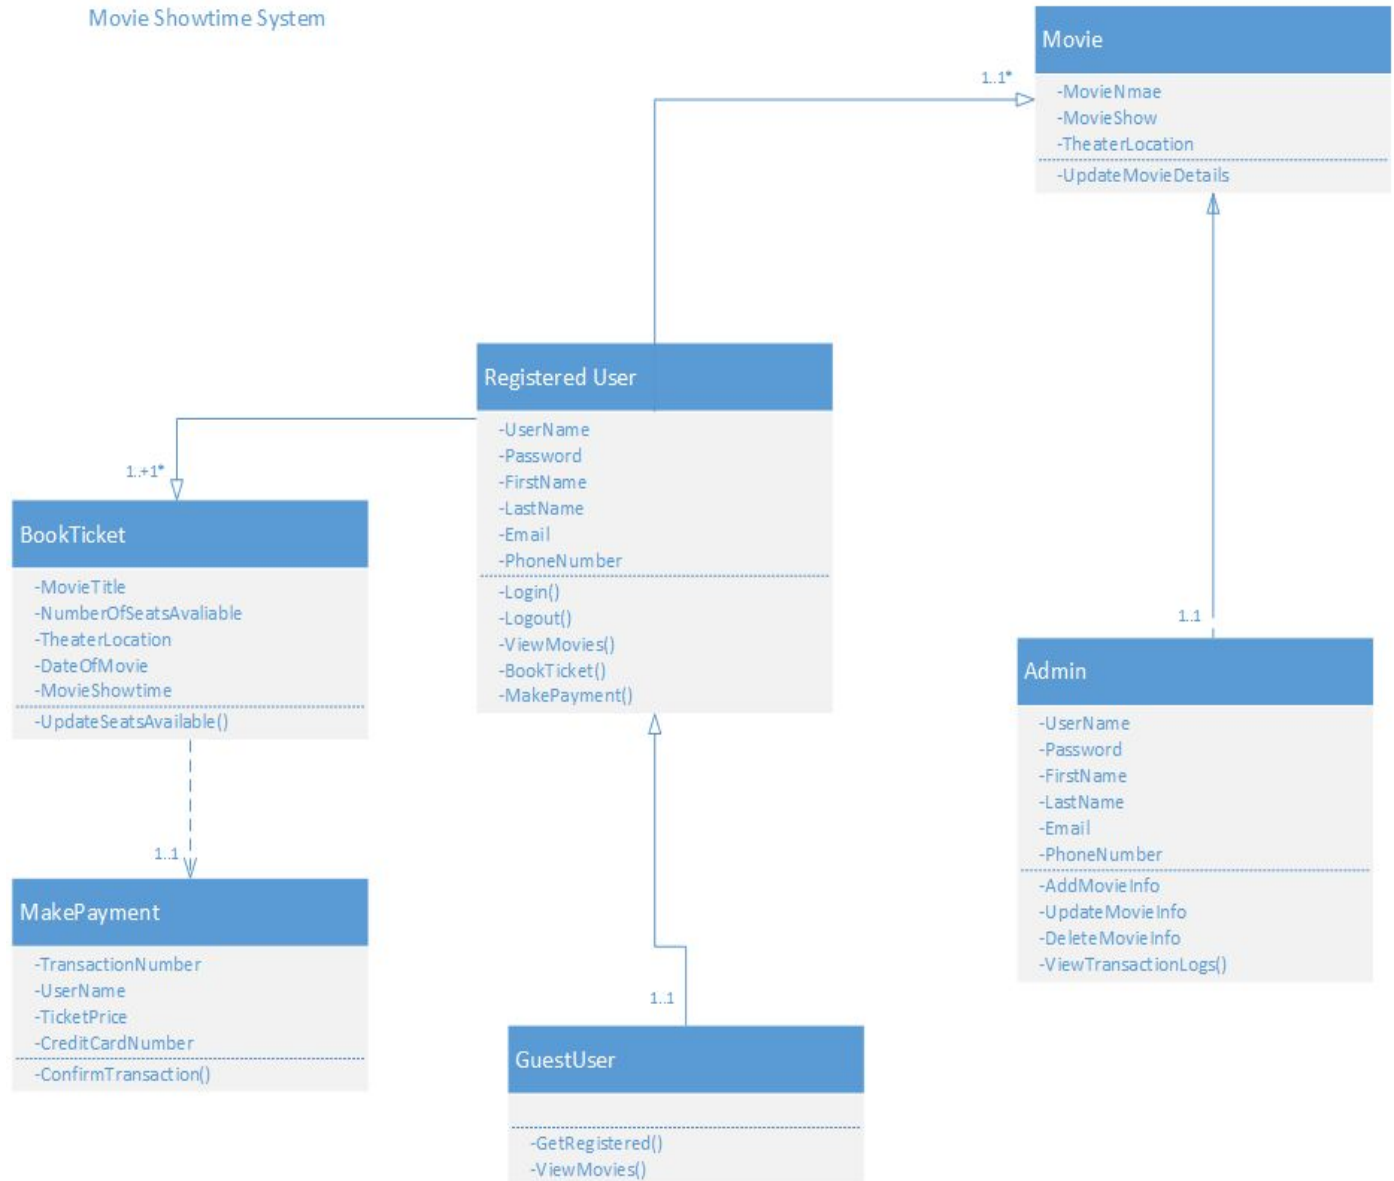 Movie Showtime System
Movie
-MovieNmae
-MovieShow
-TheaterLocation
-UpdateMovieDetails
1..1*
Registered User
-UserName
-Password
-FirstName
-LastName
-Email
-PhoneNumber
-Login()
-Logout()
-ViewMovies()
-BookTicket()
-MakePayment()
1..+1*
BookTicket
-MovieTitle
-NumberOfSeatsAvaliable
-TheaterLocation
-DateOfMovie
-MovieShowtime
-UpdateSeatsAvailable()
1..1
Admin
-UserName
-Password
-FirstName
-LastName
-Email
-PhoneNumber
-AddMovieInfo
-UpdateMovieInfo
-DeleteMovieInfo
-ViewTransactionLogs()
1..1
MakePayment
-TransactionNumber
-UserName
-TicketPrice
-CreditCardNumber
-ConfirmTransaction()
1..1
GuestUser
-GetRegistered()
-ViewMovies()